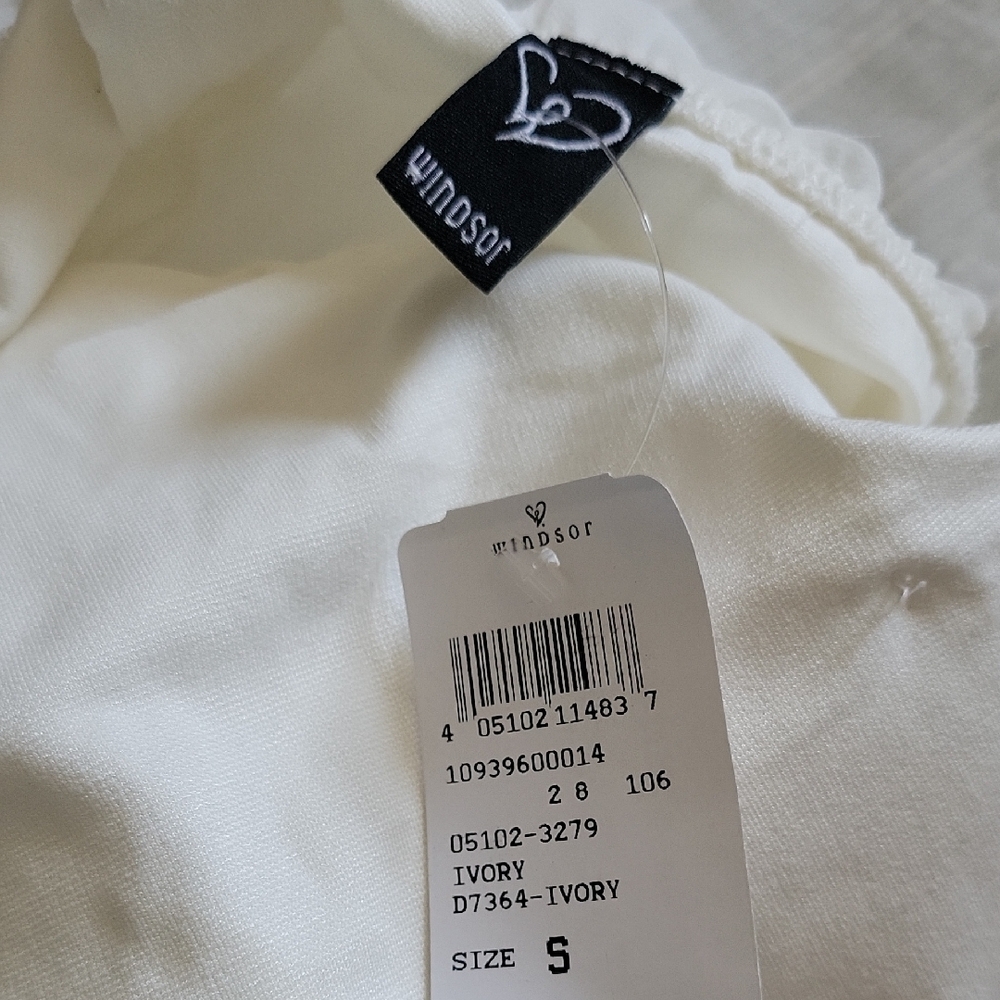 WINDSOR
WINDSOR
4 05102 11483 7
10939600014
2 8 106
05102-3279
IVORY
D7364-IVORY
SIZE S